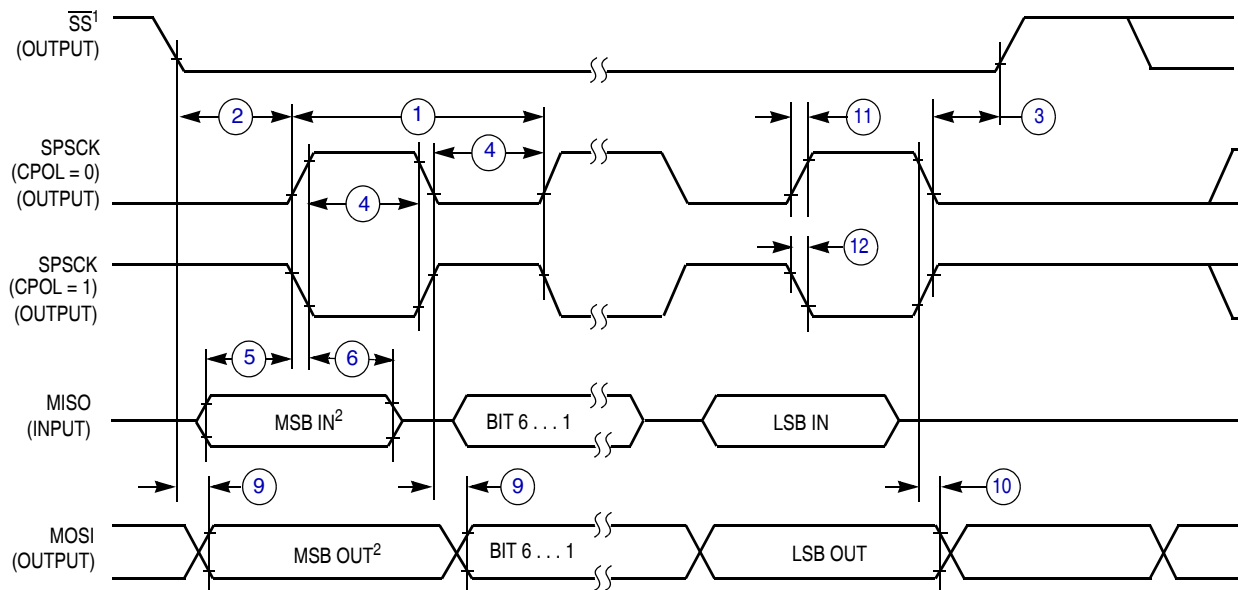 SS¹
(OUTPUT)
2
1
11
3
SPSCK
(CPOL = 0)
(OUTPUT)
4
4
SPSCK
(CPOL = 1)
(OUTPUT)
12
5
6
MISO
(INPUT)
MSB IN²
BIT 6 . . . 1
LSB IN
9
9
10
MOSI
(OUTPUT)
MSB OUT²
BIT 6 . . . 1
LSB OUT